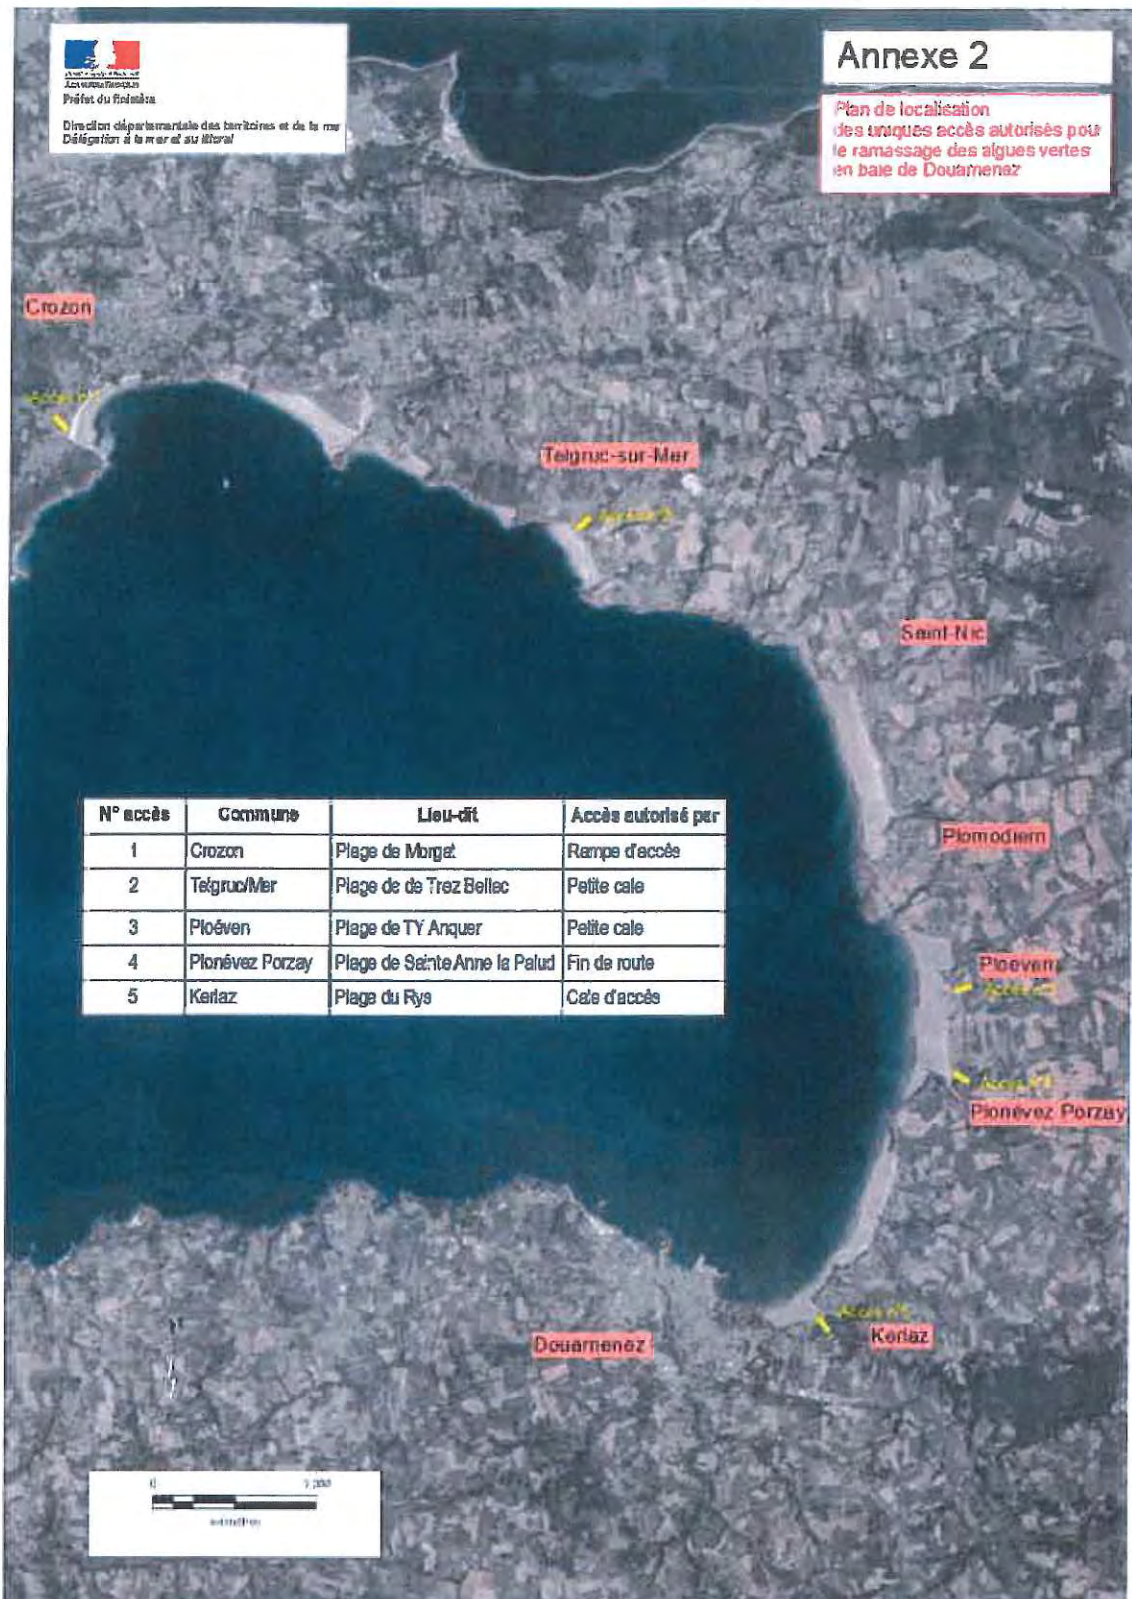 Préfet du Finistère
Direction départementale des territoires et de la mer
Délégation à la mer et au littoral
Annexe 2
Plan de localisation
des uniques accès autorisés pour
le ramassage des algues vertes
en baie de Douarnenez
Crozon
Telgruc-sur-Mer
Saint-Nic
N° accès Commune Lieu-dit Accès autorisé par
1 Crozon Plage de Morgat Rampe d'accès
2 Telgruc/Mer Plage de de Trez Bellec Petite cale
3 Ploéven Plage de TY Anquer Petite cale
4 Plonévez Porzay Plage de Sainte Anne la Palud Fin de route
5 Kerlaz Plage du Rys Cale d'accès
Plomodiern
Ploéven
Plonévez Porzay
Kerlaz
Douarnenez
0